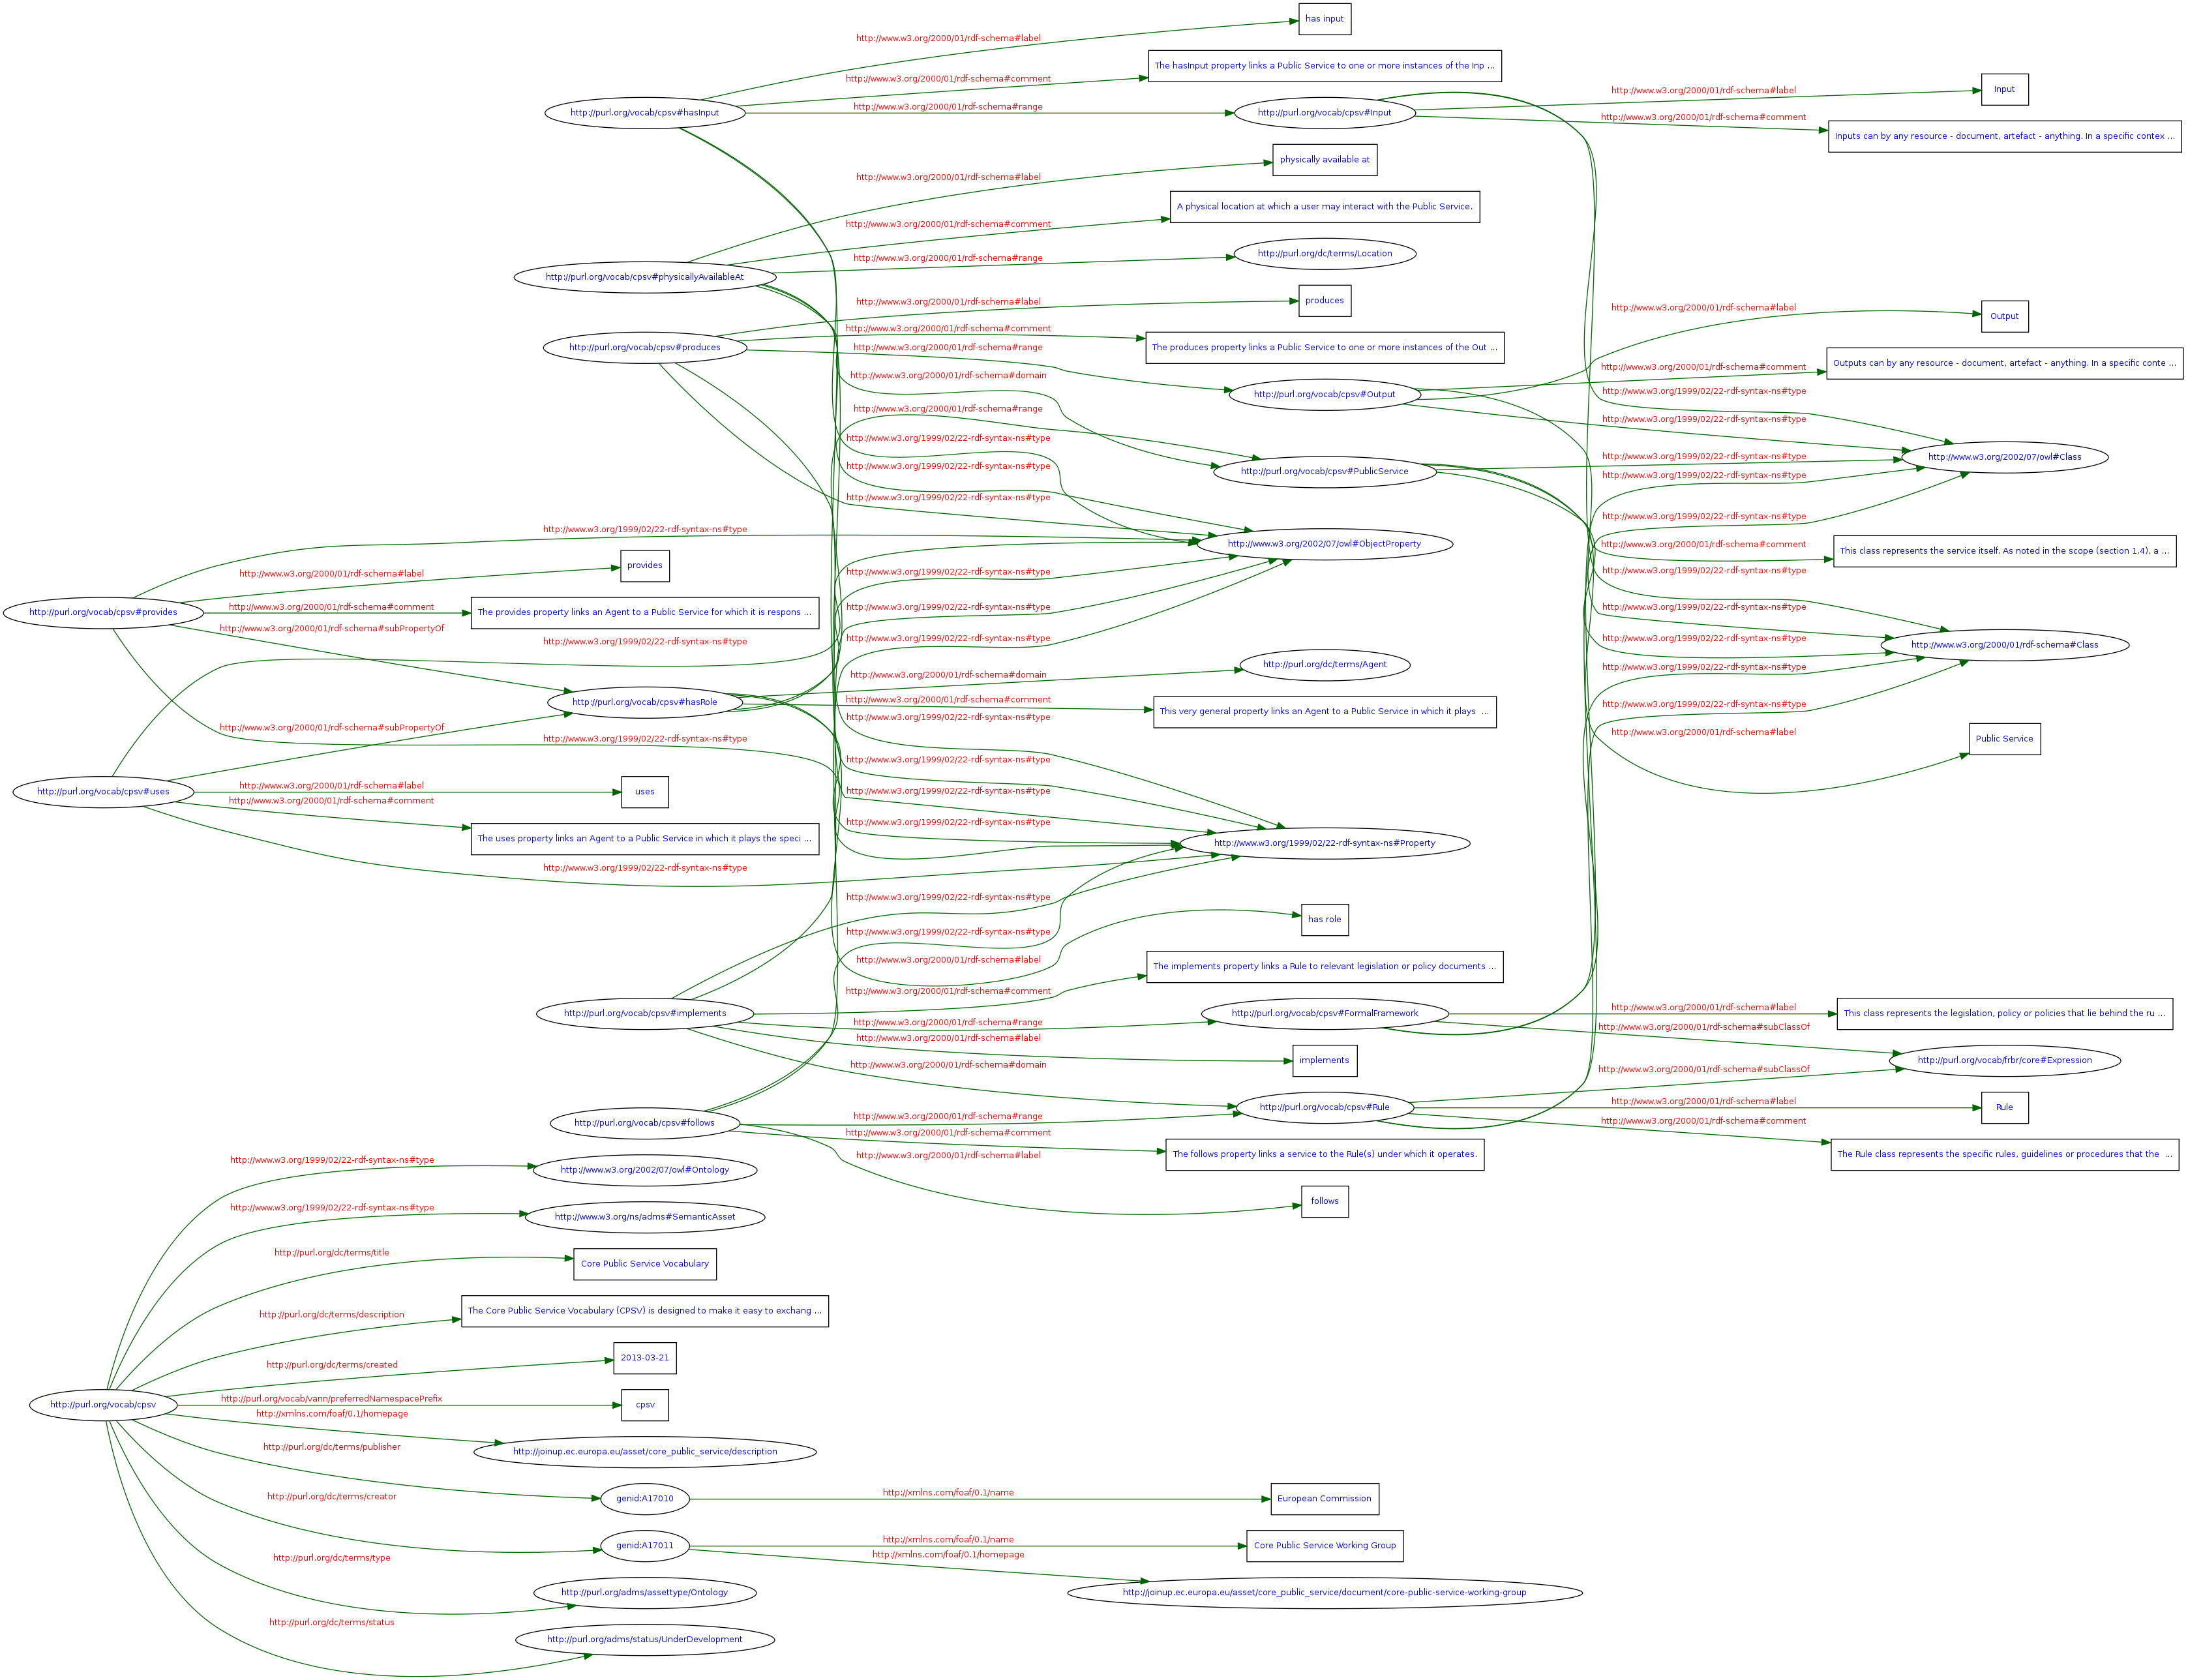 has input
http://www.w3.org/2000/01/rdf-schema#label
The hasInput property links a Public Service to one or more instances of the Inp ...
http://www.w3.org/2000/01/rdf-schema#comment
http://www.w3.org/2000/01/rdf-schema#label
Input
http://www.w3.org/2000/01/rdf-schema#range
http://purl.org/vocab/cpsv#hasInput
http://purl.org/vocab/cpsv#Input
http://www.w3.org/2000/01/rdf-schema#comment
Inputs can by any resource - document, artefact - anything. In a specific contex ...
physically available at
http://www.w3.org/2000/01/rdf-schema#label
A physical location at which a user may interact with the Public Service.
http://www.w3.org/2000/01/rdf-schema#comment
http://purl.org/dc/terms/Location
http://www.w3.org/2000/01/rdf-schema#range
http://purl.org/vocab/cpsv#physicallyAvailableAt
http://www.w3.org/2000/01/rdf-schema#label
produces
http://www.w3.org/2000/01/rdf-schema#label
Output
http://www.w3.org/2000/01/rdf-schema#comment
http://purl.org/vocab/cpsv#produces
http://www.w3.org/2000/01/rdf-schema#range
The produces property links a Public Service to one or more instances of the Out ...
http://www.w3.org/2000/01/rdf-schema#comment
Outputs can by any resource - document, artefact - anything. In a specific conte ...
http://www.w3.org/2000/01/rdf-schema#domain
http://purl.org/vocab/cpsv#Output
http://www.w3.org/1999/02/22-rdf-syntax-ns#type
http://www.w3.org/2000/01/rdf-schema#range
http://www.w3.org/1999/02/22-rdf-syntax-ns#type
http://www.w3.org/1999/02/22-rdf-syntax-ns#type
http://www.w3.org/1999/02/22-rdf-syntax-ns#type
http://www.w3.org/2002/07/owl#Class
http://www.w3.org/1999/02/22-rdf-syntax-ns#type
http://purl.org/vocab/cpsv#PublicService
http://www.w3.org/1999/02/22-rdf-syntax-ns#type
http://www.w3.org/1999/02/22-rdf-syntax-ns#type
http://www.w3.org/1999/02/22-rdf-syntax-ns#type
http://www.w3.org/1999/02/22-rdf-syntax-ns#type
http://www.w3.org/2002/07/owl#ObjectProperty
http://www.w3.org/2000/01/rdf-schema#comment
This class represents the service itself. As noted in the scope (section 1.4), a ...
provides
http://www.w3.org/2000/01/rdf-schema#label
http://www.w3.org/1999/02/22-rdf-syntax-ns#type
http://www.w3.org/1999/02/22-rdf-syntax-ns#type
http://purl.org/vocab/cpsv#provides
http://www.w3.org/2000/01/rdf-schema#comment
The provides property links an Agent to a Public Service for which it is respons ...
http://www.w3.org/1999/02/22-rdf-syntax-ns#type
http://www.w3.org/1999/02/22-rdf-syntax-ns#type
http://www.w3.org/2000/01/rdf-schema#subPropertyOf
http://www.w3.org/1999/02/22-rdf-syntax-ns#type
http://www.w3.org/1999/02/22-rdf-syntax-ns#type
http://www.w3.org/1999/02/22-rdf-syntax-ns#type
http://www.w3.org/2000/01/rdf-schema#Class
http://purl.org/dc/terms/Agent
http://www.w3.org/1999/02/22-rdf-syntax-ns#type
http://www.w3.org/2000/01/rdf-schema#domain
http://purl.org/vocab/cpsv#hasRole
http://www.w3.org/2000/01/rdf-schema#comment
http://www.w3.org/1999/02/22-rdf-syntax-ns#type
This very general property links an Agent to a Public Service in which it plays  ...
http://www.w3.org/1999/02/22-rdf-syntax-ns#type
http://www.w3.org/2000/01/rdf-schema#subPropertyOf
http://www.w3.org/2000/01/rdf-schema#label
http://www.w3.org/1999/02/22-rdf-syntax-ns#type
Public Service
http://www.w3.org/1999/02/22-rdf-syntax-ns#type
http://www.w3.org/2000/01/rdf-schema#label
http://purl.org/vocab/cpsv#uses
uses
http://www.w3.org/1999/02/22-rdf-syntax-ns#type
http://www.w3.org/2000/01/rdf-schema#comment
http://www.w3.org/1999/02/22-rdf-syntax-ns#type
The uses property links an Agent to a Public Service in which it plays the speci ...
http://www.w3.org/1999/02/22-rdf-syntax-ns#Property
http://www.w3.org/1999/02/22-rdf-syntax-ns#type
http://www.w3.org/1999/02/22-rdf-syntax-ns#type
has role
http://www.w3.org/1999/02/22-rdf-syntax-ns#type
http://www.w3.org/2000/01/rdf-schema#label
The implements property links a Rule to relevant legislation or policy documents ...
http://www.w3.org/2000/01/rdf-schema#comment
http://www.w3.org/2000/01/rdf-schema#label
http://purl.org/vocab/cpsv#implements
http://purl.org/vocab/cpsv#FormalFramework
This class represents the legislation, policy or policies that lie behind the ru ...
http://www.w3.org/2000/01/rdf-schema#range
http://www.w3.org/2000/01/rdf-schema#subClassOf
http://www.w3.org/2000/01/rdf-schema#label
implements
http://purl.org/vocab/frbr/core#Expression
http://www.w3.org/2000/01/rdf-schema#domain
http://www.w3.org/2000/01/rdf-schema#subClassOf
http://www.w3.org/2000/01/rdf-schema#label
http://purl.org/vocab/cpsv#Rule
Rule
http://www.w3.org/2000/01/rdf-schema#range
http://purl.org/vocab/cpsv#follows
http://www.w3.org/2000/01/rdf-schema#comment
http://www.w3.org/2000/01/rdf-schema#comment
The follows property links a service to the Rule(s) under which it operates.
The Rule class represents the specific rules, guidelines or procedures that the  ...
http://www.w3.org/2000/01/rdf-schema#label
http://www.w3.org/1999/02/22-rdf-syntax-ns#type
http://www.w3.org/2002/07/owl#Ontology
follows
http://www.w3.org/1999/02/22-rdf-syntax-ns#type
http://www.w3.org/ns/adms#SemanticAsset
http://purl.org/dc/terms/title
Core Public Service Vocabulary
http://purl.org/dc/terms/description
The Core Public Service Vocabulary (CPSV) is designed to make it easy to exchang ...
http://purl.org/dc/terms/created
2013-03-21
http://purl.org/vocab/vann/preferredNamespacePrefix
http://purl.org/vocab/cpsv
cpsv
http://xmlns.com/foaf/0.1/homepage
http://joinup.ec.europa.eu/asset/core_public_service/description
http://purl.org/dc/terms/publisher
http://purl.org/dc/terms/creator
genid:A17010
http://xmlns.com/foaf/0.1/name
European Commission
genid:A17011
http://xmlns.com/foaf/0.1/name
Core Public Service Working Group
http://xmlns.com/foaf/0.1/homepage
http://purl.org/dc/terms/type
http://purl.org/adms/assettype/Ontology
http://joinup.ec.europa.eu/asset/core_public_service/document/core-public-service-working-group
http://purl.org/dc/terms/status
http://purl.org/adms/status/UnderDevelopment